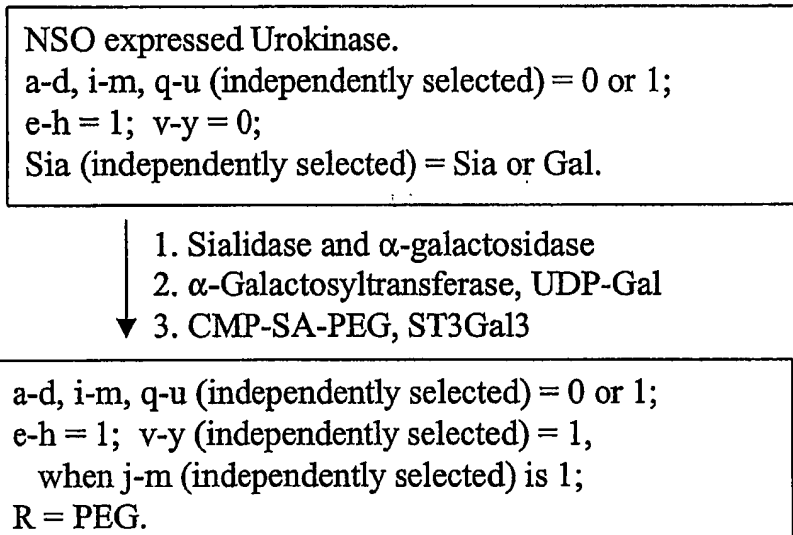 NSO expressed Urokinase.
a-d, i-m, q-u (independently selected) = 0 or 1;
e-h = 1; v-y = 0;
Sia (independently selected) = Sia or Gal.
1. Sialidase and α-galactosidase
2. α-Galactosyltransferase, UDP-Gal
3. CMP-SA-PEG, ST3Gal3
a-d, i-m, q-u (independently selected) = 0 or 1;
e-h = 1; v-y (independently selected) = 1,
when j-m (independently selected) is 1;
R = PEG.